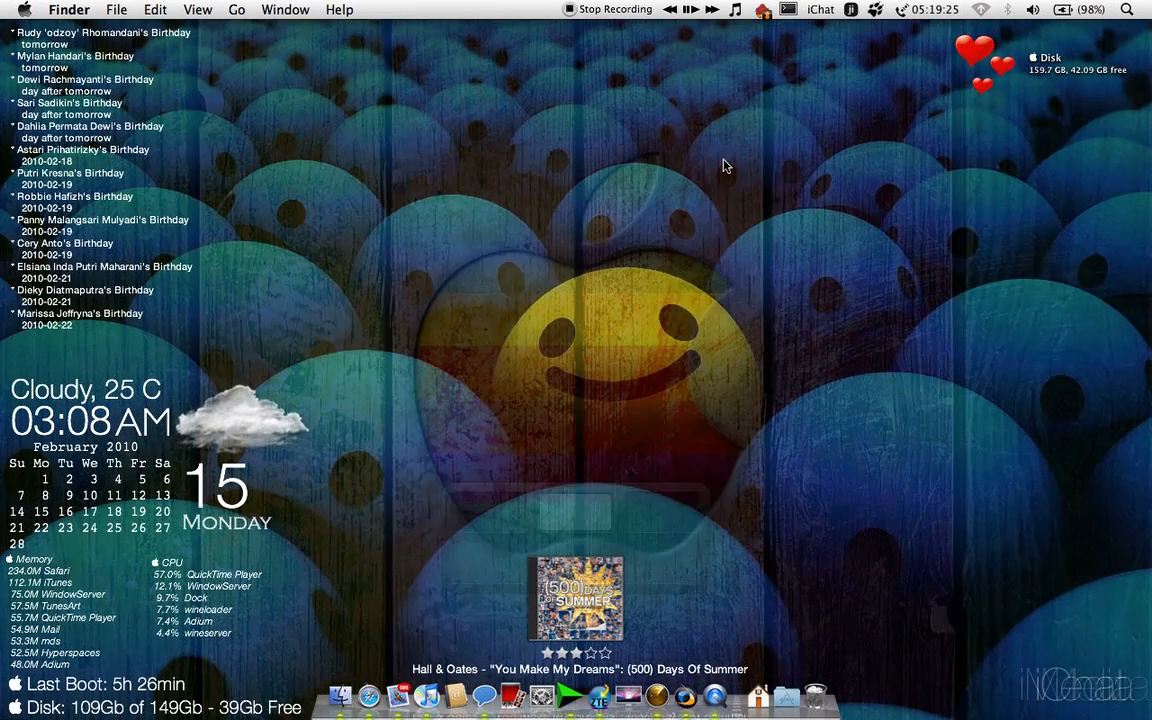 Finder File Edit View Go Window Help Stop Recording iChat 05:19:25 (98%)
* Rudy 'odzoy' Rhomandani's Birthday
tomorrow
* Mylan Handari's Birthday
tomorrow
* Dewi Rachmayanti's Birthday
day after tomorrow
* Sari Sadikin's Birthday
day after tomorrow
* Dahlia Permata Dewi's Birthday
day after tomorrow
* Astari Prihatirizky's Birthday
2010-02-18
* Putri Kresna's Birthday
2010-02-19
* Robbie Hafizh's Birthday
2010-02-19
* Panny Malangsari Mulyadi's Birthday
2010-02-19
* Cery Anto's Birthday
2010-02-19
* Elsiana Inda Putri Maharani's Birthday
2010-02-21
* Dieky Diatmaputra's Birthday
2010-02-21
* Marissa Jeffryna's Birthday
2010-02-22
Disk
159.7 GB, 42.09 GB free
Cloudy, 25 C
03:08 AM
February 2010
Su Mo Tu We Th Fr Sa
1 2 3 4 5 6
7 8 9 10 11 12 13
14 15 16 17 18 19 20
21 22 23 24 25 26 27
28
15
MONDAY
Memory
234.0M Safari
112.1M iTunes
75.0M WindowServer
57.5M TunesArt
55.7M QuickTime Player
54.9M Mail
53.3M mds
52.5M Hyperspaces
48.0M Adium
CPU
57.0% QuickTime Player
12.1% WindowServer
9.7% Dock
7.7% wineloader
7.4% Adium
4.4% wineserver
Last Boot: 5h 26min
Disk: 109Gb of 149Gb - 39Gb Free
(500) DAYS
OF SUMMER
Hall & Oates - "You Make My Dreams": (500) Days Of Summer
ZTE